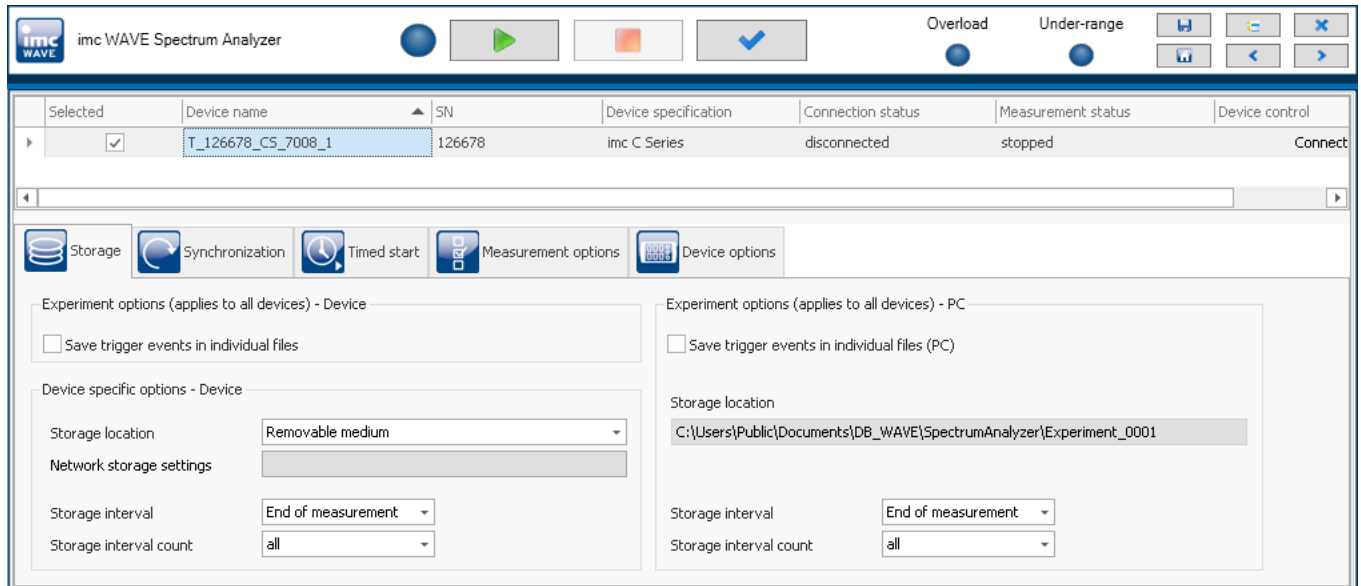 imc WAVE
imc WAVE Spectrum Analyzer
Overload Under-range
Selected Device name SN Device specification Connection status Measurement status Device control
T_126678_CS_7008_1 126678 imc C Series disconnected stopped Connect
Storage Synchronization Timed start Measurement options Device options
Experiment options (applies to all devices) - Device
Save trigger events in individual files
Device specific options - Device
Storage location Removable medium
Network storage settings
Storage interval End of measurement
Storage interval count all
Experiment options (applies to all devices) - PC
Save trigger events in individual files (PC)
Storage location
C:\Users\Public\Documents\DB_WAVE\SpectrumAnalyzer\Experiment_0001
Storage interval End of measurement
Storage interval count all